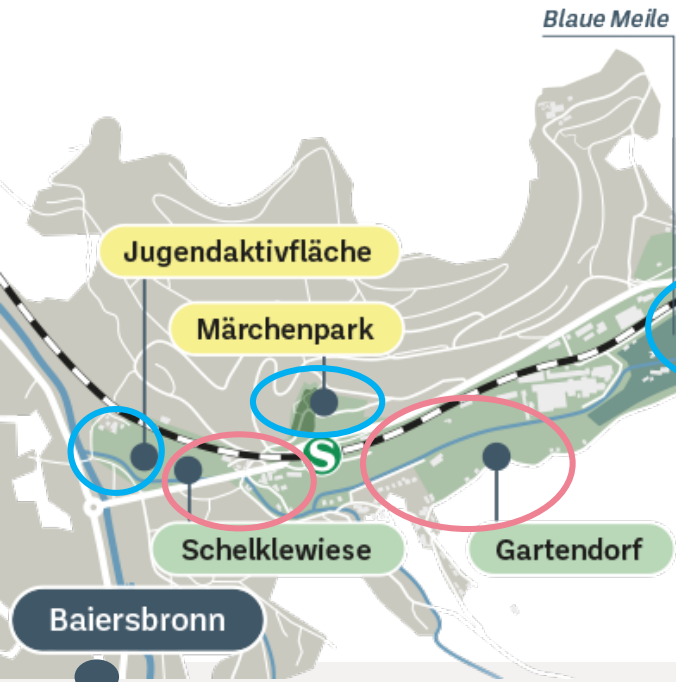 Blaue Meile
Jugendaktivfläche
Märchenpark
S
Schelklewiese
Gartendorf
Baiersbronn